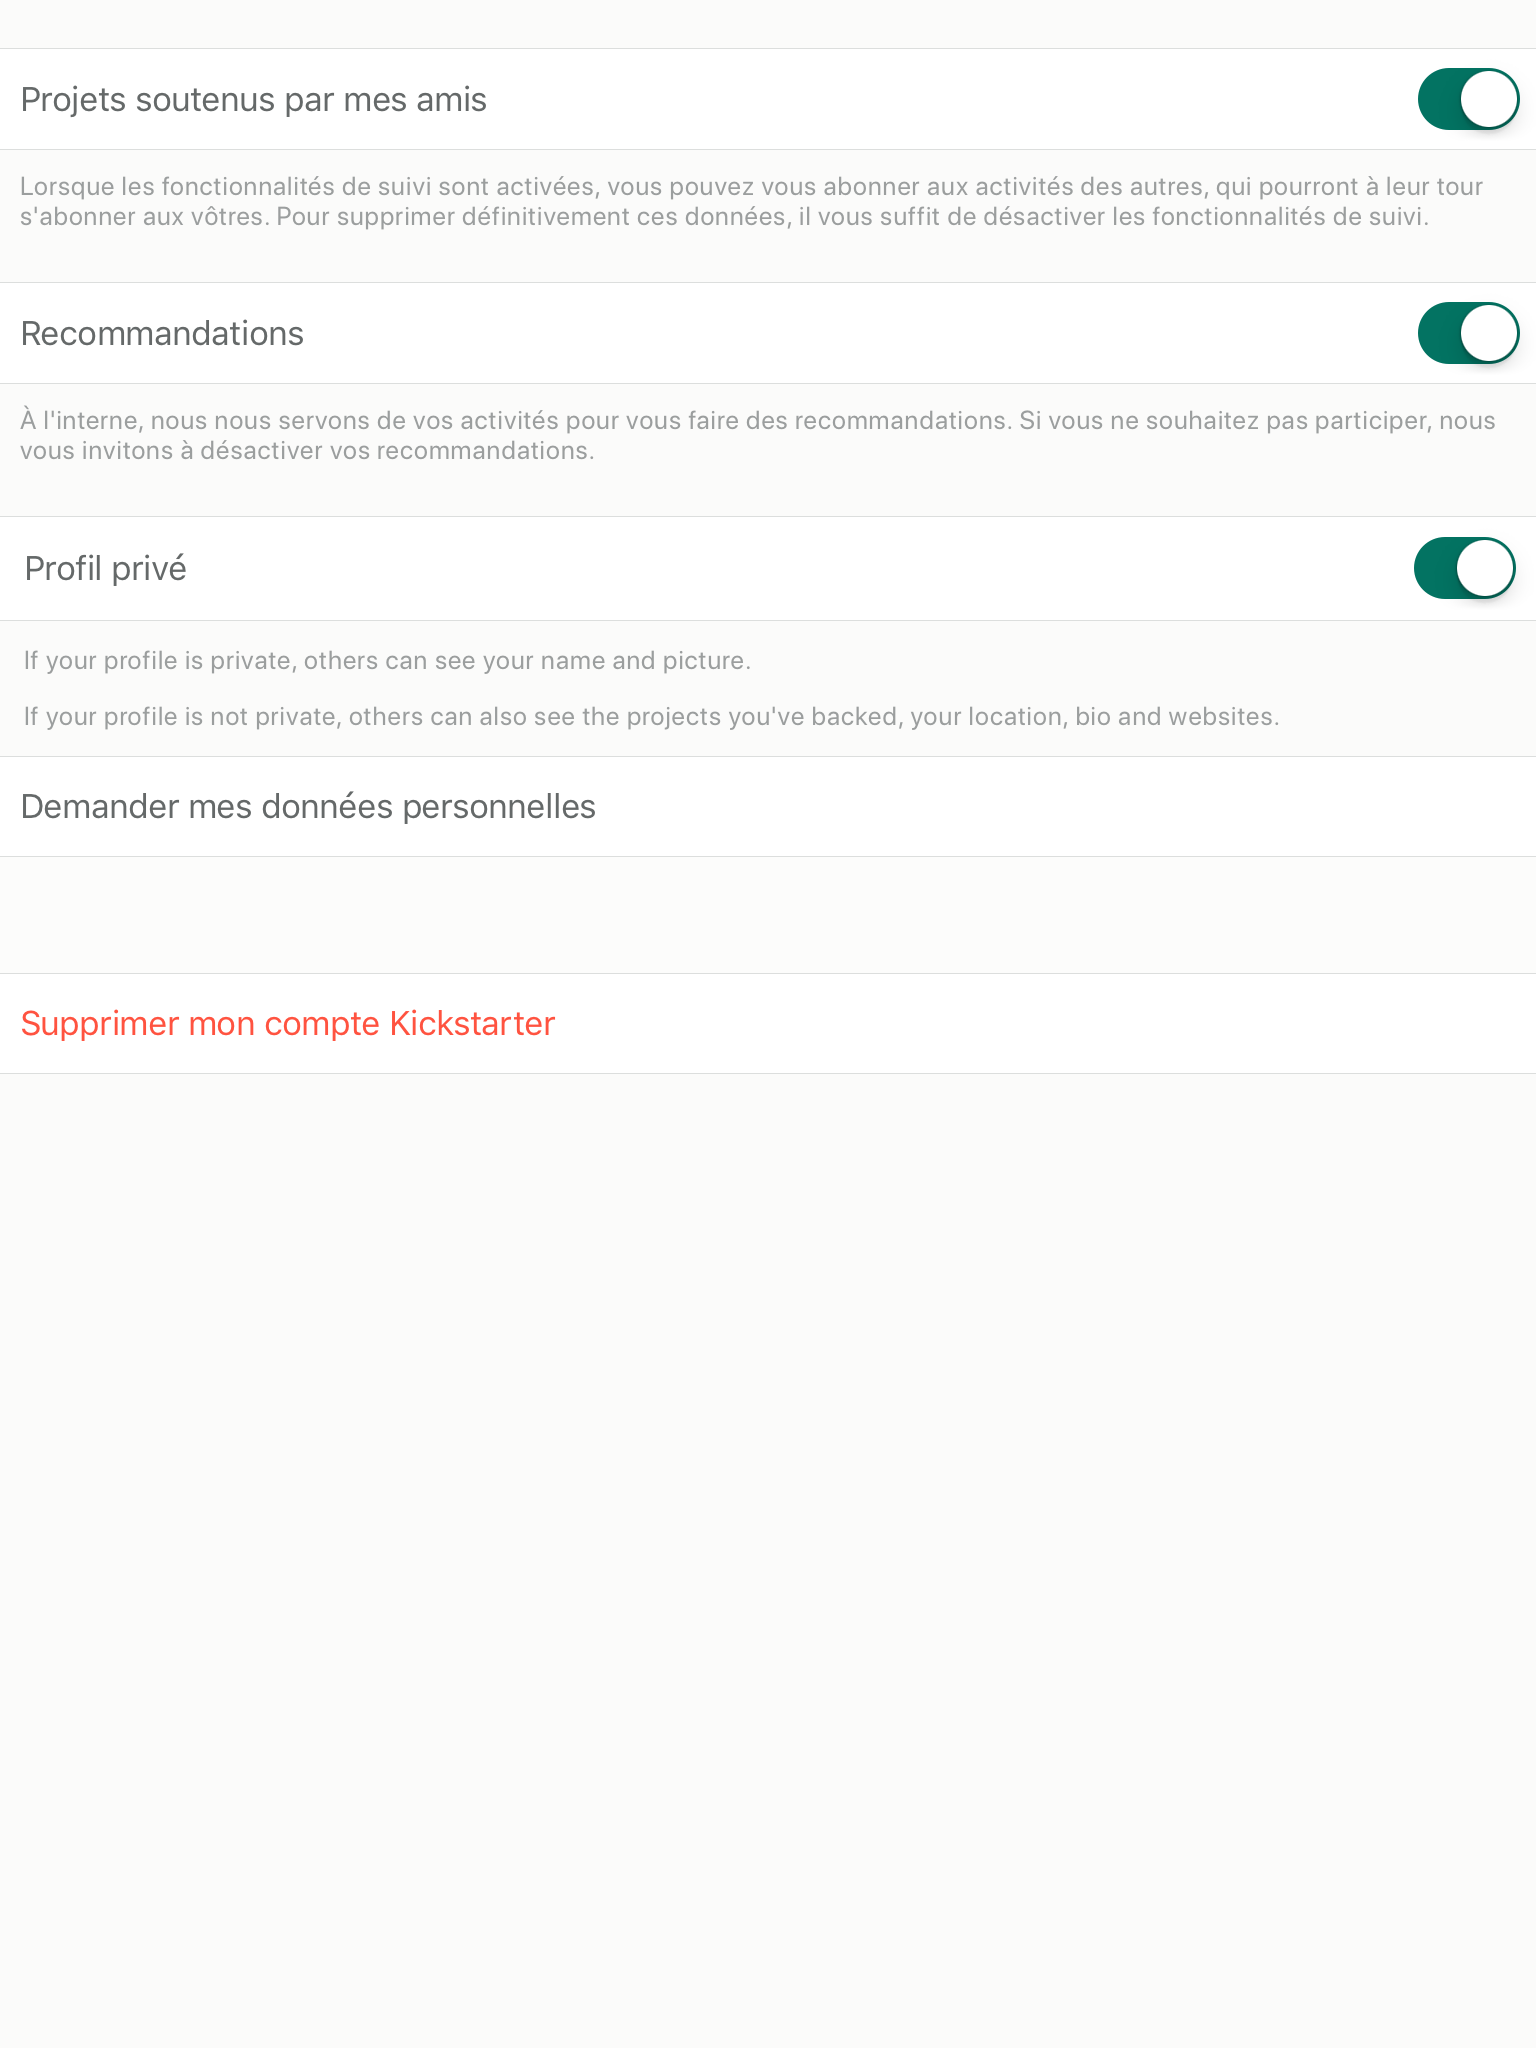 Projets soutenus par mes amis
Lorsque les fonctionnalités de suivi sont activées, vous pouvez vous abonner aux activités des autres, qui pourront à leur tour
s'abonner aux vôtres. Pour supprimer définitivement ces données, il vous suffit de désactiver les fonctionnalités de suivi.
Recommandations
À l'interne, nous nous servons de vos activités pour vous faire des recommandations. Si vous ne souhaitez pas participer, nous
vous invitons à désactiver vos recommandations.
Profil privé
If your profile is private, others can see your name and picture.
If your profile is not private, others can also see the projects you've backed, your location, bio and websites.
Demander mes données personnelles
Supprimer mon compte Kickstarter